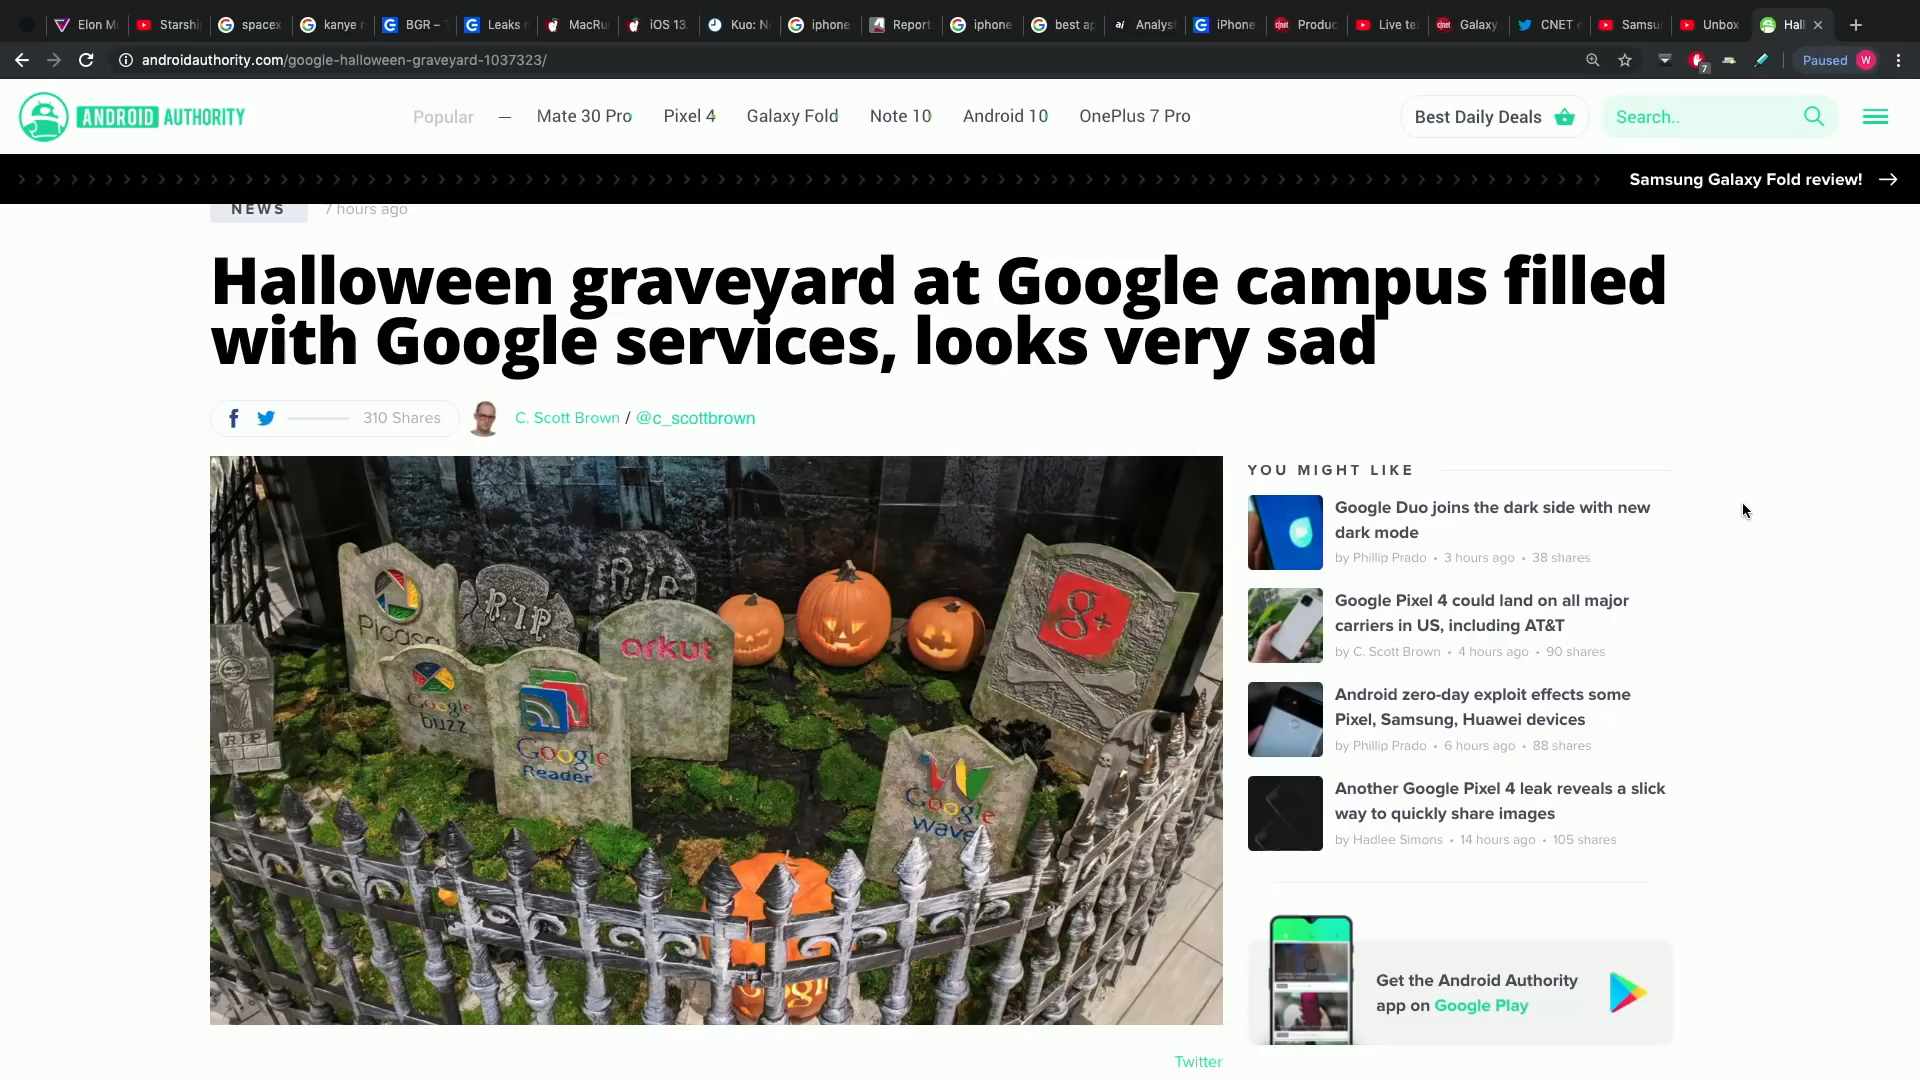 Elon M
Starshi
spacex
kanye
BGR –
Leaks
MacRu
iOS 13.
Kuo: N
iphone
Report
iphone
best a
ai Analys
iPhone
Produc
Live te
Galaxy
CNET
Samsu
Unbox
Hall
androidauthority.com/google-halloween-graveyard-1037323/
7
Paused W
ANDROID AUTHORITY
Popular — Mate 30 Pro Pixel 4 Galaxy Fold Note 10 Android 10 OnePlus 7 Pro
Best Daily Deals
Search..
Samsung Galaxy Fold review!
NEWS 7 hours ago
Halloween graveyard at Google campus filled
with Google services, looks very sad
310 Shares
C. Scott Brown / @c_scottbrown
Picasa
R.I.P
R.I.P
orkut
g+
Google
buzz
Google
Reader
RIP
Google
wave
Google
Twitter
YOU MIGHT LIKE
Google Duo joins the dark side with new
dark mode
by Phillip Prado • 3 hours ago • 38 shares
Google Pixel 4 could land on all major
carriers in US, including AT&T
by C. Scott Brown • 4 hours ago • 90 shares
Android zero-day exploit effects some
Pixel, Samsung, Huawei devices
by Phillip Prado • 6 hours ago • 88 shares
Another Google Pixel 4 leak reveals a slick
way to quickly share images
by Hadlee Simons • 14 hours ago • 105 shares
Get the Android Authority
app on Google Play